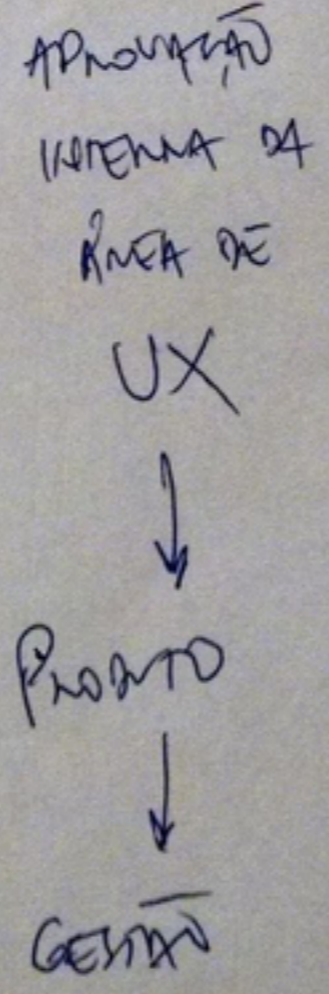 APROVAÇÃO
INTERNA DA
ÁREA DE
UX
↓
PRODUTO
↓
GESTÃO